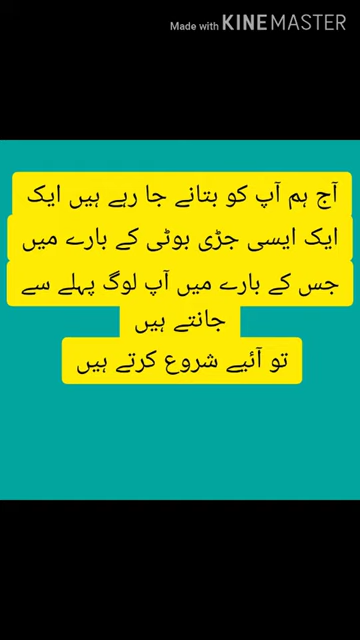 Made with KINEMASTER
آج ہم آپ کو بتانے جا رہے ہیں ایک
ایک ایسی جڑی بوٹی کے بارے میں
جس کے بارے میں آپ لوگ پہلے سے
جانتے ہیں
تو آئیے شروع کرتے ہیں